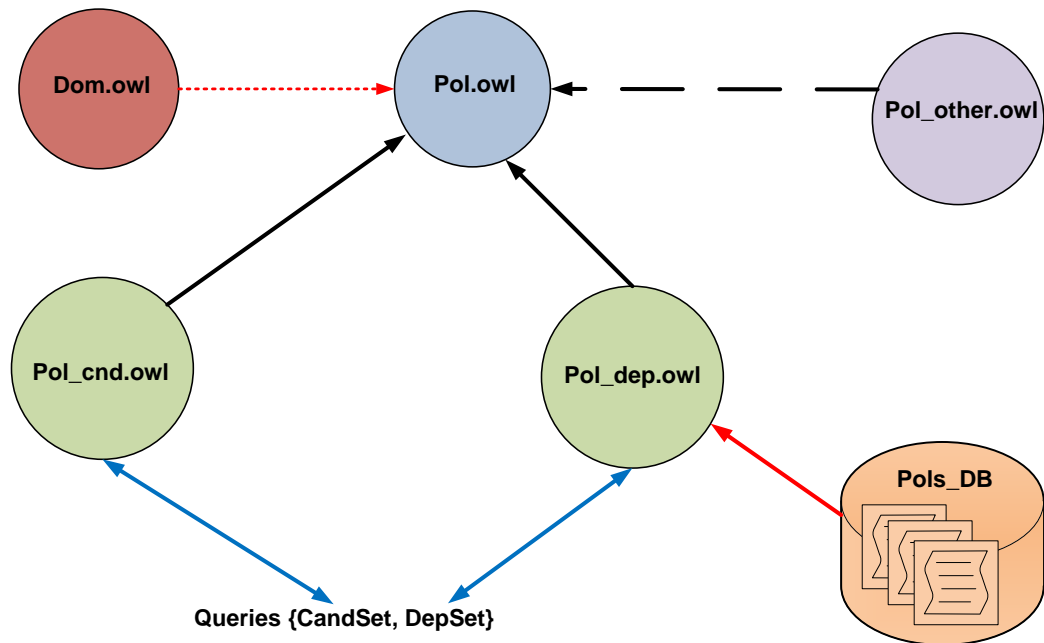 Dom.owl
Pol.owl
Pol_other.owl
Pol_cnd.owl
Pol_dep.owl
Pols_DB
Queries {CandSet, DepSet}